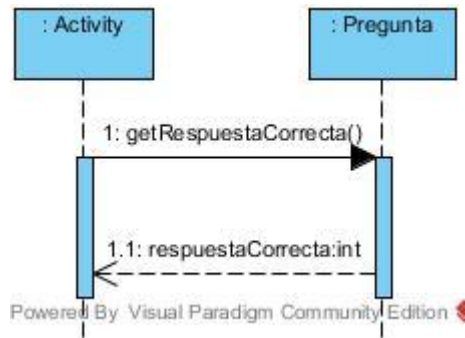 : Activity
: Pregunta
1: getRespuestaCorrecta()
1.1: respuestaCorrecta:int
Powered By Visual Paradigm Community Edition